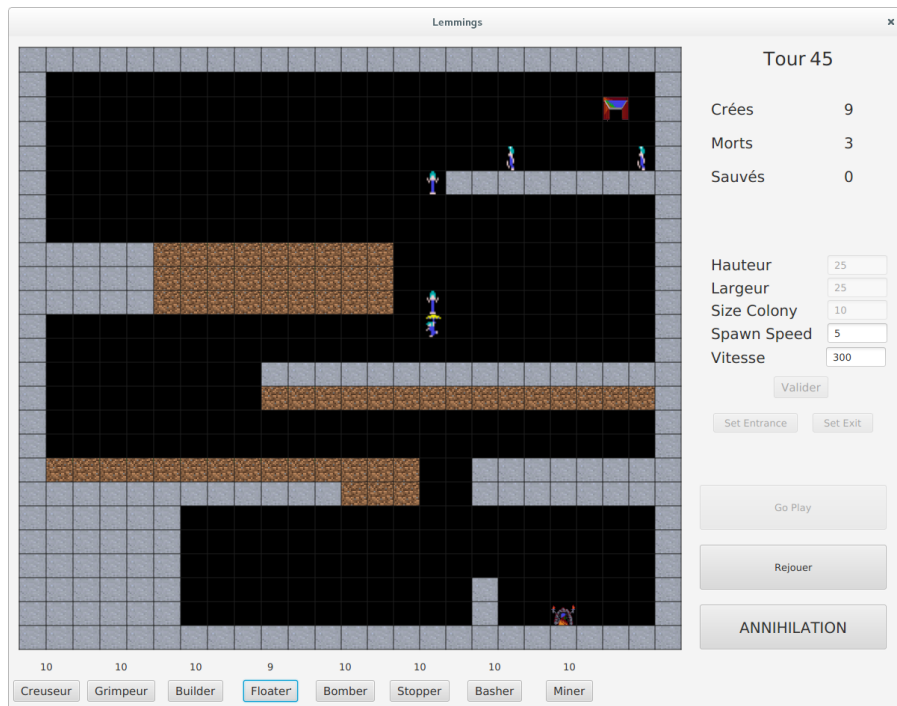 Lemmings ×
Tour 45
Crées 9
Morts 3
Sauvés 0
Hauteur 25
Largeur 25
Size Colony 10
Spawn Speed 5
Vitesse 300
Valider
Set Entrance Set Exit
Go Play
Rejouer
ANNIHILATION
10 10 10 9 10 10 10 10
Creuseur Grimpeur Builder Floater Bomber Stopper Basher Miner